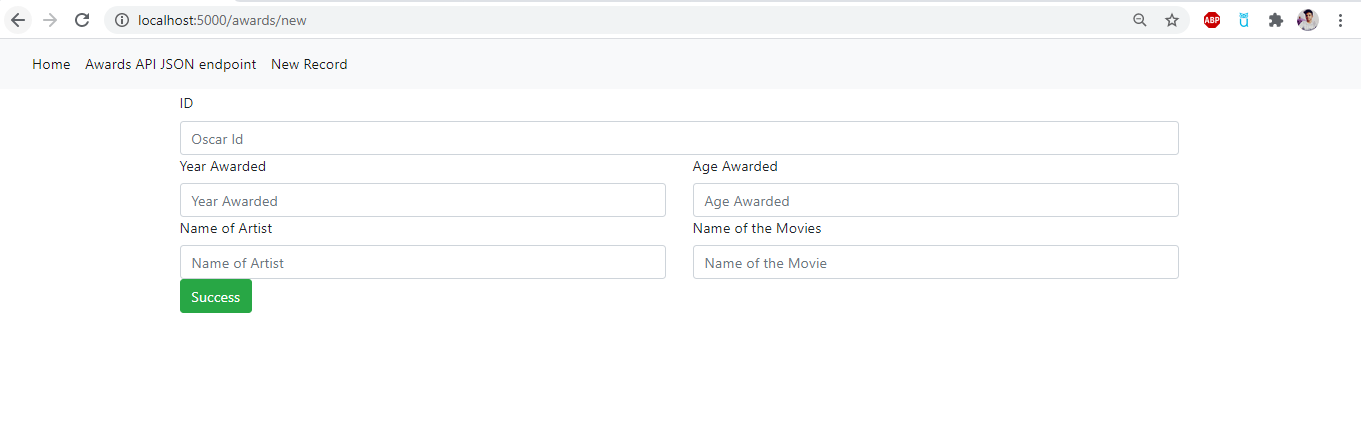 localhost:5000/awards/new
ABP
Home Awards API JSON endpoint New Record
ID
Oscar Id
Year Awarded Age Awarded
Year Awarded Age Awarded
Name of Artist Name of the Movies
Name of Artist Name of the Movie
Success